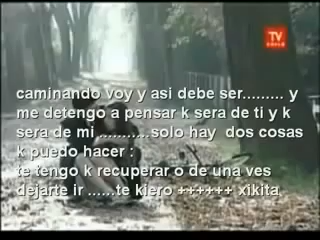 TV
caminando voy y asi debe ser......... y
me detengo a pensar k sera de ti y k
sera de mi ...........solo hay dos cosas
k puedo hacer :
te tengo k recuperar o de una ves
dejarte ir ......te kiero ++++++ xikita